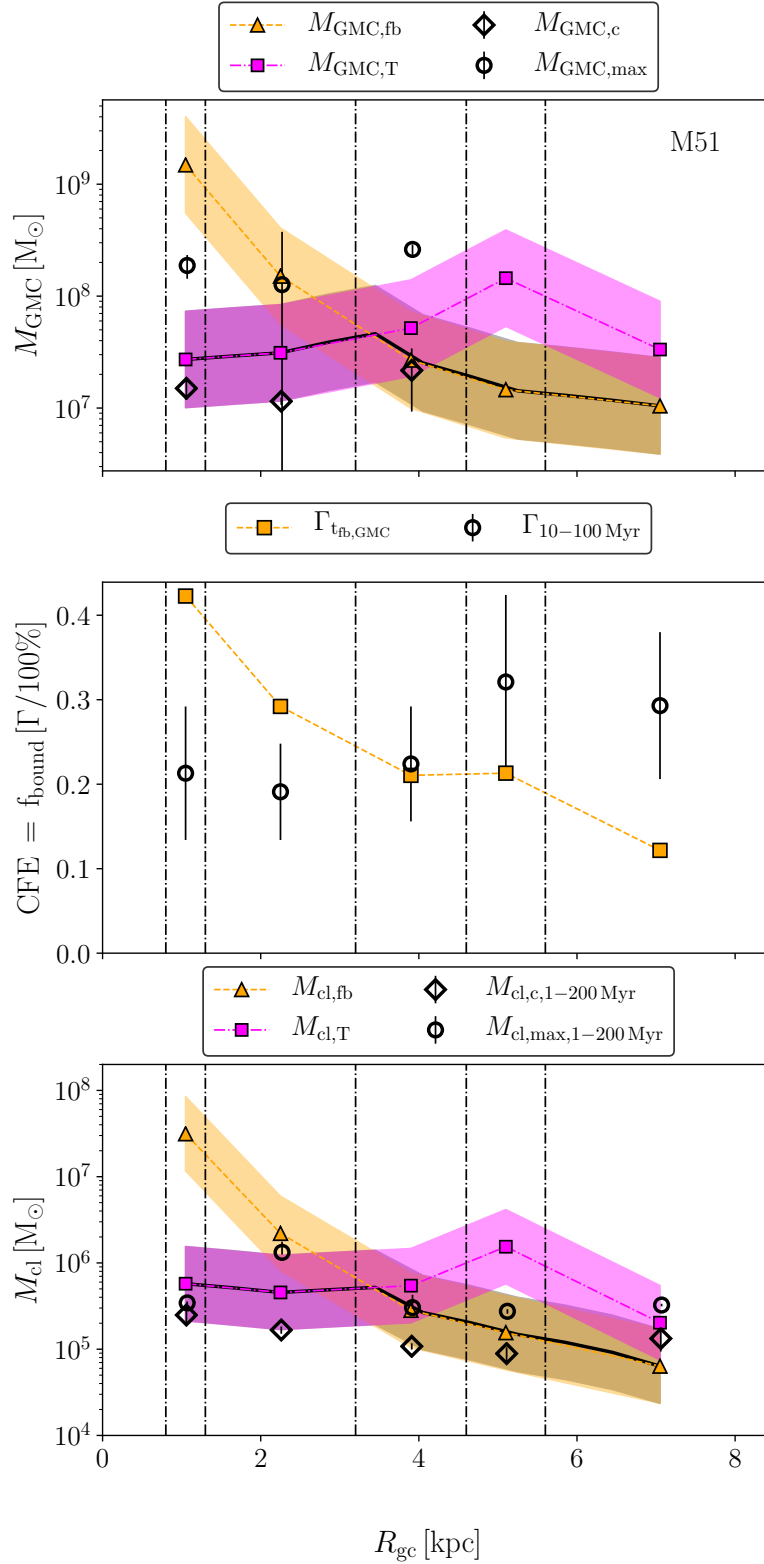 M_GMC,fb M_GMC,c
M_GMC,T M_GMC,max
M51
10^9
10^8
10^7
M_GMC [M_⊙]
Γ_t_fb,GMC Γ_10−100 Myr
0.4
0.3
0.2
0.1
0.0
CFE = f_bound [Γ/100%]
M_cl,fb M_cl,c,1−200 Myr
M_cl,T M_cl,max,1−200 Myr
10^8
10^7
10^6
10^5
10^4
M_cl [M_⊙]
0 2 4 6 8
R_gc [kpc]